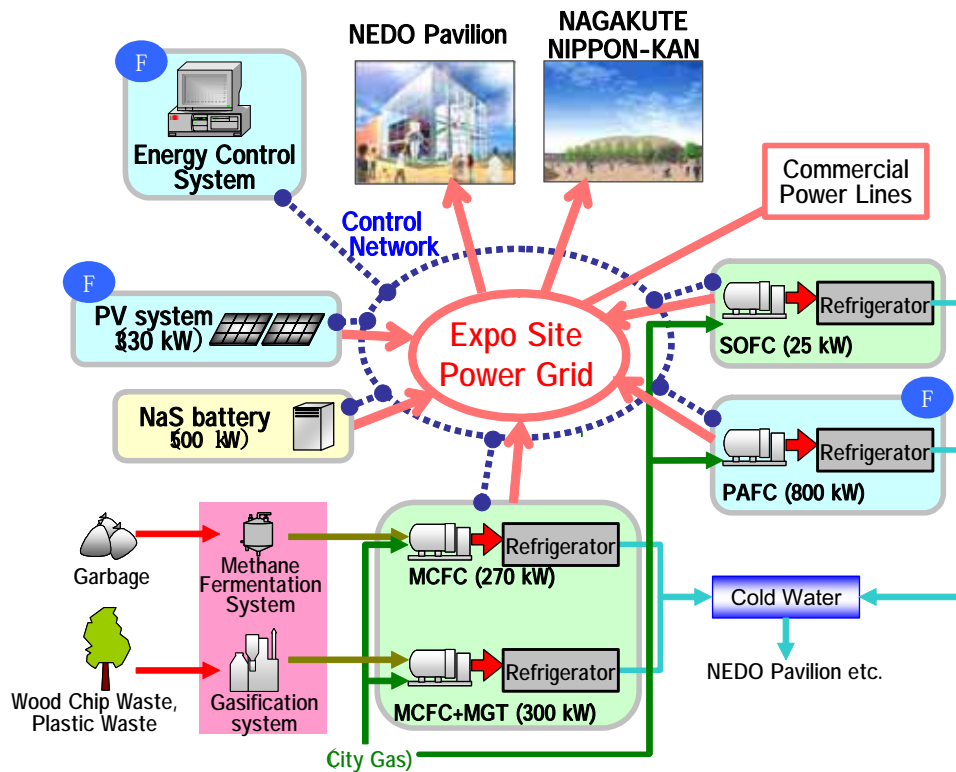 NEDO Pavilion
NAGAKUTE
NIPPON-KAN
F
Energy Control
System
Commercial
Power Lines
Control
Network
F
PV system
(330 kW)
Expo Site
Power Grid
Refrigerator
SOFC (25 kW)
NaS battery
(500 kW)
F
Refrigerator
PAFC (800 kW)
Garbage
Methane
Fermentation
System
Refrigerator
MCFC (270 kW)
Cold Water
Wood Chip Waste,
Plastic Waste
Gasification
system
Refrigerator
MCFC+MGT (300 kW)
NEDO Pavilion etc.
(City Gas)